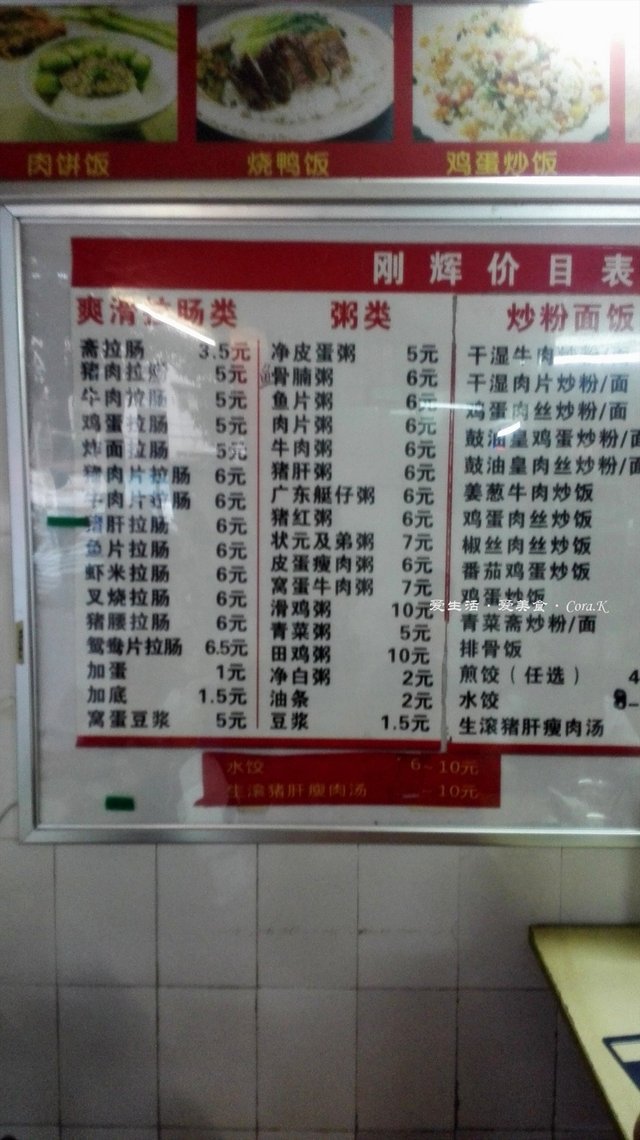 肉饼饭
烧鸭饭
鸡蛋炒饭
刚辉价目表
爽滑拉肠类
斋拉肠 3.5元
猪肉拉肠 5元
牛肉拉肠 5元
鸡蛋拉肠 5元
炸面拉肠 5元
猪肉片拉肠 6元
牛肉片拉肠 6元
猪肝拉肠 6元
鱼片拉肠 6元
虾米拉肠 6元
叉烧拉肠 6元
猪腰拉肠 6元
鸳鸯片拉肠 6.5元
加蛋 1元
加底 1.5元
窝蛋豆浆 5元
粥类
净皮蛋粥 5元
骨腩粥 6元
鱼片粥 6元
肉片粥 6元
牛肉粥 6元
猪肝粥 6元
广东艇仔粥 6元
猪红粥 6元
状元及弟粥 7元
皮蛋瘦肉粥 6元
窝蛋牛肉粥 7元
滑鸡粥 10元
青菜粥 5元
田鸡粥 10元
净白粥 2元
油条 2元
豆浆 1.5元
炒粉面饭
干湿牛肉炒粉/面
干湿肉片炒粉/面
鸡蛋肉丝炒粉/面
鼓油皇鸡蛋炒粉/面
鼓油皇肉丝炒粉/面
姜葱牛肉炒饭
鸡蛋肉丝炒饭
椒丝肉丝炒饭
番茄鸡蛋炒饭
鸡蛋炒饭
青菜斋炒粉/面
排骨饭
煎饺（任选） 4
水饺
生滚猪肝瘦肉汤
水饺 6-10元
生滚猪肝瘦肉汤 -10元
爱生活·爱美食·Cora.K